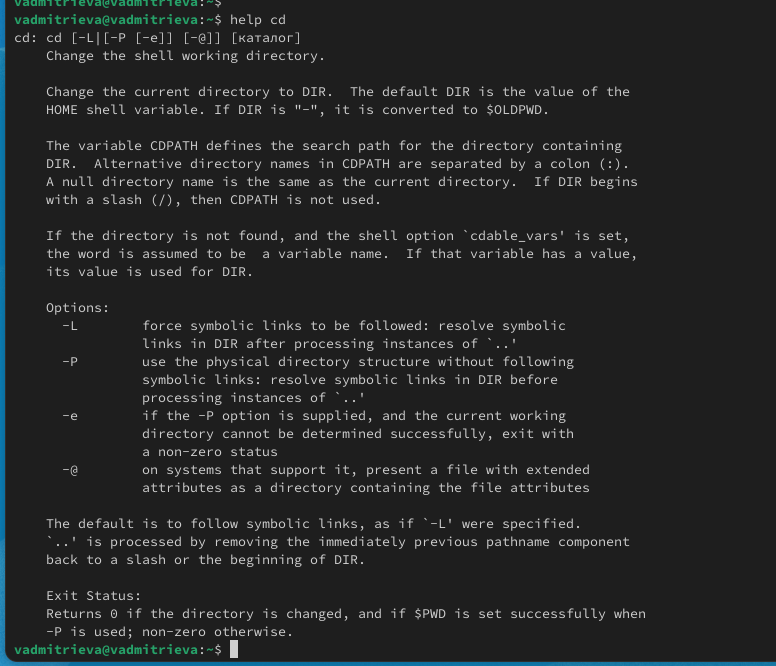 vadmitrieva@vadmitrieva:~$
vadmitrieva@vadmitrieva:~$ help cd
cd: cd [-L|[-P [-e]] [-@]] [каталог]
    Change the shell working directory.

    Change the current directory to DIR.  The default DIR is the value of the
    HOME shell variable. If DIR is "-", it is converted to $OLDPWD.

    The variable CDPATH defines the search path for the directory containing
    DIR.  Alternative directory names in CDPATH are separated by a colon (:).
    A null directory name is the same as the current directory.  If DIR begins
    with a slash (/), then CDPATH is not used.

    If the directory is not found, and the shell option `cdable_vars' is set,
    the word is assumed to be  a variable name.  If that variable has a value,
    its value is used for DIR.

    Options:
      -L        force symbolic links to be followed: resolve symbolic
                links in DIR after processing instances of `..'
      -P        use the physical directory structure without following
                symbolic links: resolve symbolic links in DIR before
                processing instances of `..'
      -e        if the -P option is supplied, and the current working
                directory cannot be determined successfully, exit with
                a non-zero status
      -@        on systems that support it, present a file with extended
                attributes as a directory containing the file attributes

    The default is to follow symbolic links, as if `-L' were specified.
    `..' is processed by removing the immediately previous pathname component
    back to a slash or the beginning of DIR.

    Exit Status:
    Returns 0 if the directory is changed, and if $PWD is set successfully when
    -P is used; non-zero otherwise.
vadmitrieva@vadmitrieva:~$